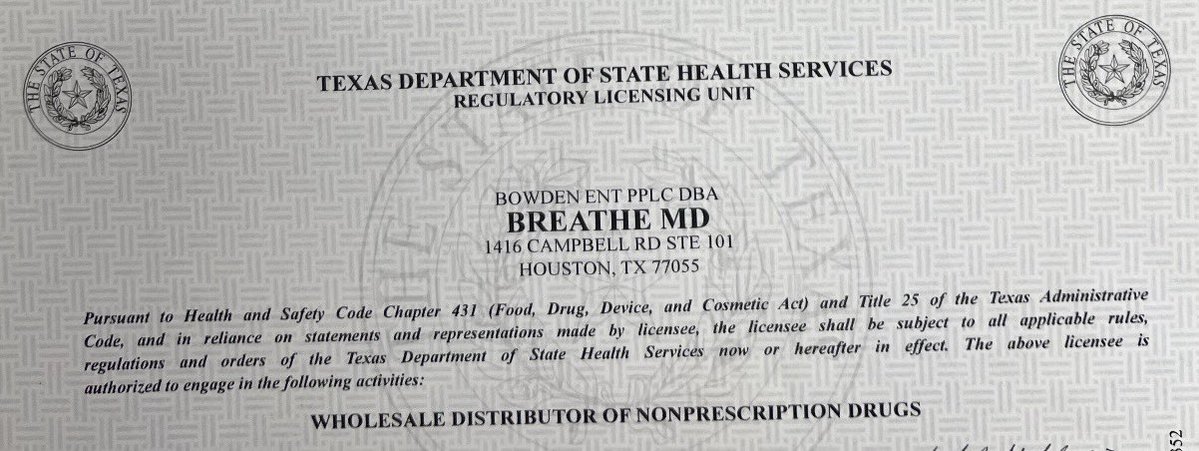 THE STATE OF TEXAS
THE STATE OF TEXAS
TEXAS DEPARTMENT OF STATE HEALTH SERVICES
REGULATORY LICENSING UNIT
BOWDEN ENT PPLC DBA
BREATHE MD
1416 CAMPBELL RD STE 101
HOUSTON, TX 77055
Pursuant to Health and Safety Code Chapter 431 (Food, Drug, Device, and Cosmetic Act) and Title 25 of the Texas Administrative
Code, and in reliance on statements and representations made by licensee, the licensee shall be subject to all applicable rules,
regulations and orders of the Texas Department of State Health Services now or hereafter in effect. The above licensee is
authorized to engage in the following activities:
WHOLESALE DISTRIBUTOR OF NONPRESCRIPTION DRUGS